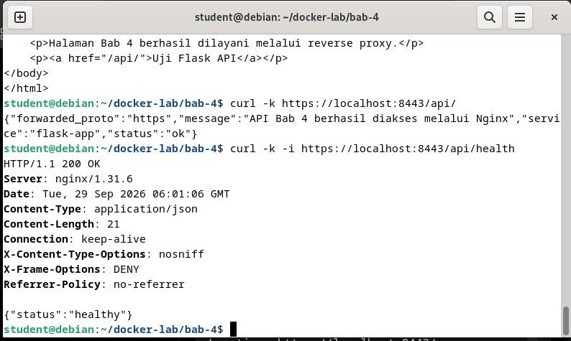 student@debian: ~/docker-lab/bab-4
<p>Halaman Bab 4 berhasil dilayani melalui reverse proxy.</p>
<p><a href="/api/">Uji Flask API</a></p>
</body>
</html>
student@debian:~/docker-lab/bab-4$ curl -k https://localhost:8443/api/
{"forwarded_proto":"https","message":"API Bab 4 berhasil diakses melalui Nginx","servi
ce":"flask-app","status":"ok"}
student@debian:~/docker-lab/bab-4$ curl -k -i https://localhost:8443/api/health
HTTP/1.1 200 OK
Server: nginx/1.31.6
Date: Tue, 29 Sep 2026 06:01:06 GMT
Content-Type: application/json
Content-Length: 21
Connection: keep-alive
X-Content-Type-Options: nosniff
X-Frame-Options: DENY
Referrer-Policy: no-referrer
{"status":"healthy"}
student@debian:~/docker-lab/bab-4$